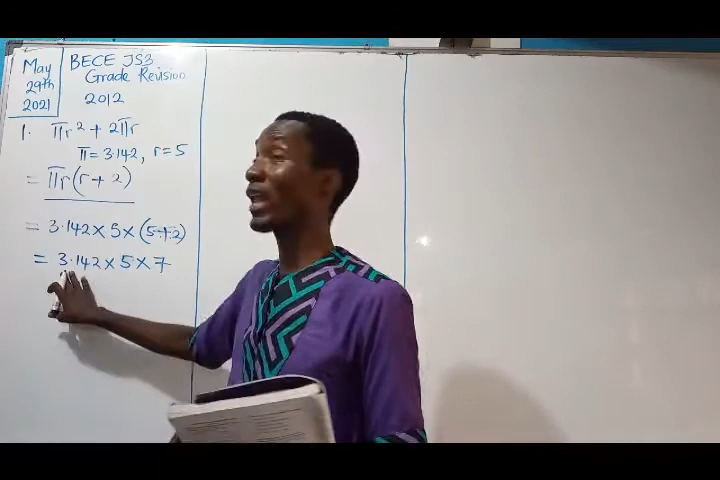 May
29th
2021
BECE JS3
Grade Revision
2012
1. πr² + 2πr
π = 3.142, r = 5
= πr(r + 2)
= 3.142 × 5 × (5 + 2)
= 3.142 × 5 × 7